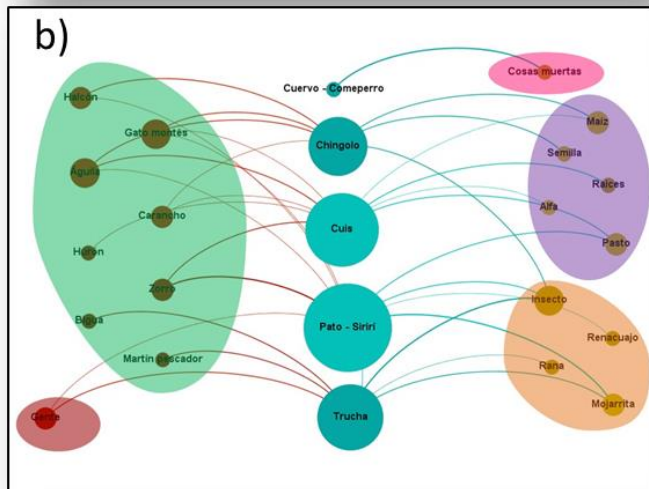 b)
Cosas muertas
Cuervo - Comeperro
Halcón
Gato montés
Chingolo
Maíz
Semilla
Águila
Raíces
Carancho
Cuis
Alfa
Pasto
Hurón
Zorro
Insecto
Pato - Sirirí
Biguá
Renacuajo
Martín pescador
Rana
Gente
Trucha
Mojarrita